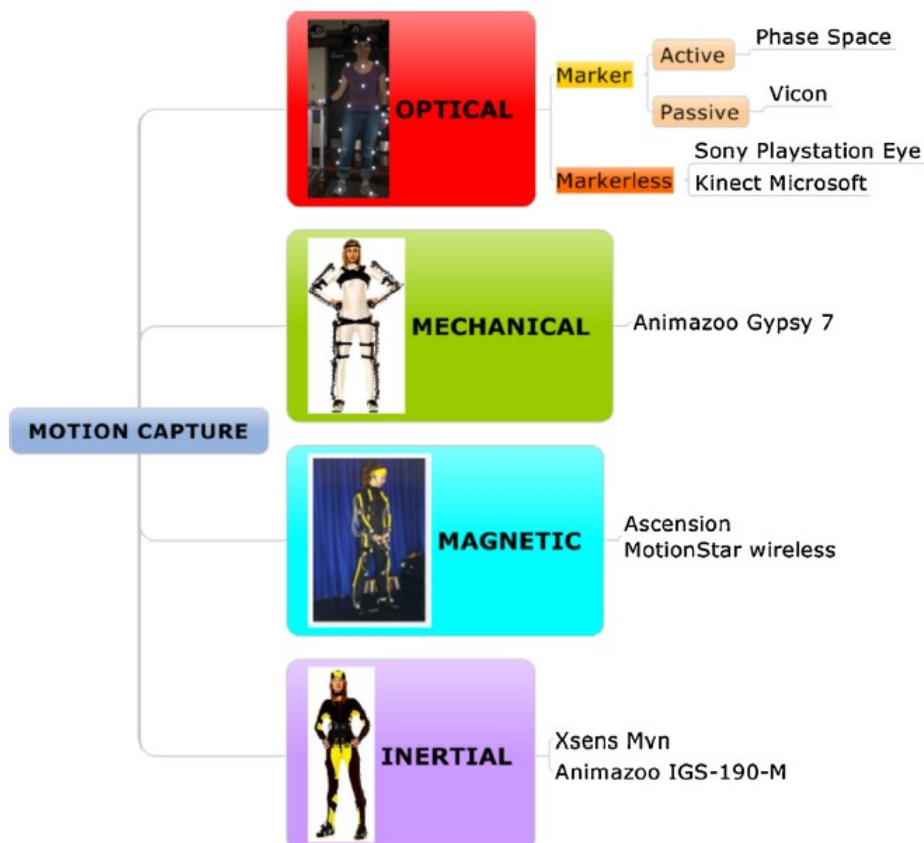 MOTION CAPTURE
OPTICAL
Marker
Active
Phase Space
Passive
Vicon
Markerless
Sony Playstation Eye
Kinect Microsoft
MECHANICAL
Animazoo Gypsy 7
MAGNETIC
Ascension
MotionStar wireless
INERTIAL
Xsens Mvn
Animazoo IGS-190-M